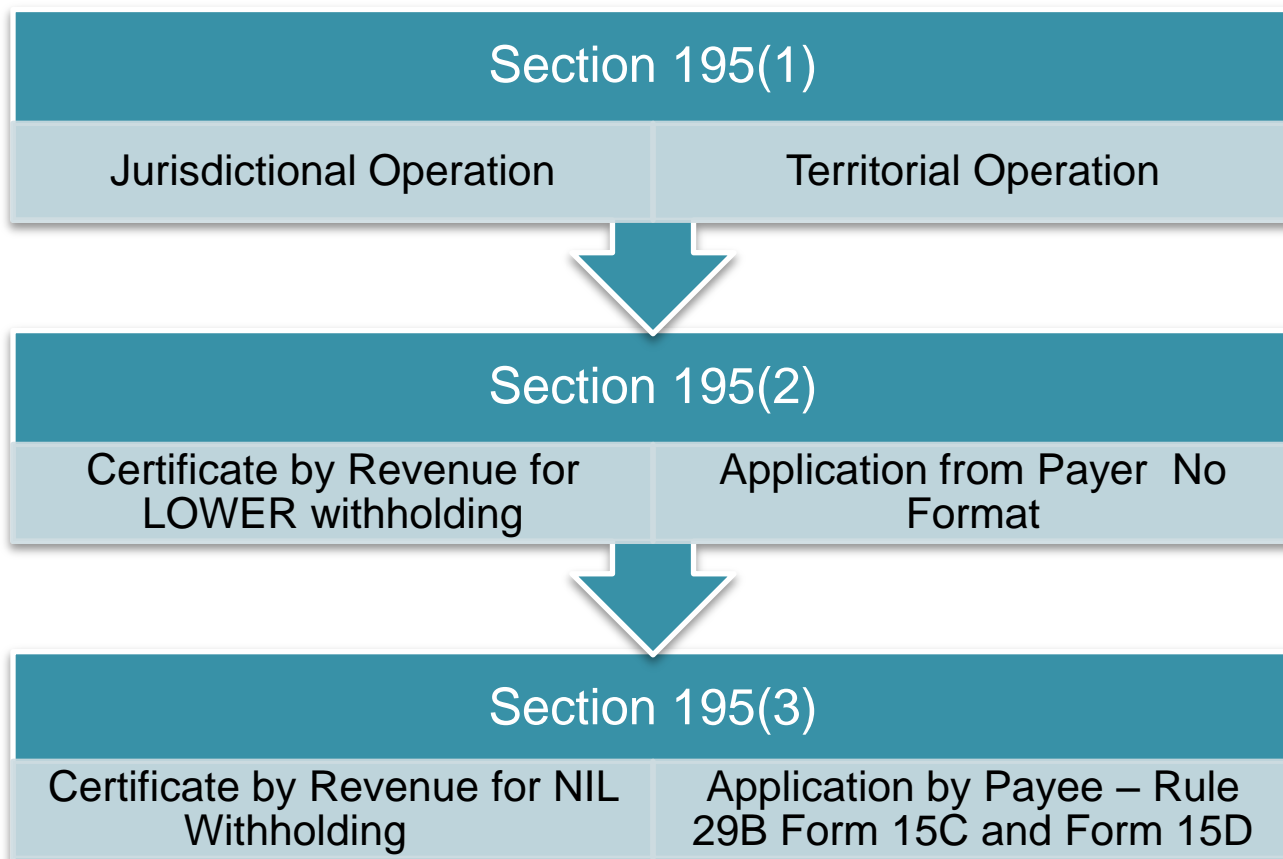 Section 195(1)
Jurisdictional Operation
Territorial Operation
Section 195(2)
Certificate by Revenue for
LOWER withholding
Application from Payer  No
Format
Section 195(3)
Certificate by Revenue for NIL
Withholding
Application by Payee – Rule
29B Form 15C and Form 15D